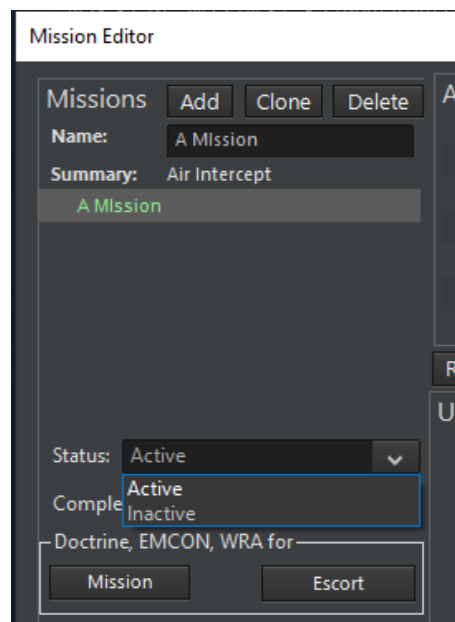 Mission Editor
Missions Add Clone Delete
Name: A MIssion
Summary: Air Intercept
A MIssion
Status: Active
Active
Comple
Inactive
Doctrine, EMCON, WRA for
Mission Escort